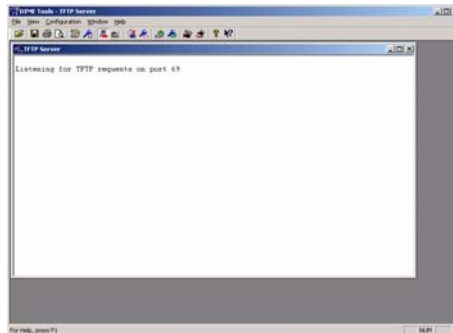 DIME Tools - TFTP Server
File View Configuration Window Help
TFTP Server
Listening for TFTP requests on port 69
For Help, press F1
NUM